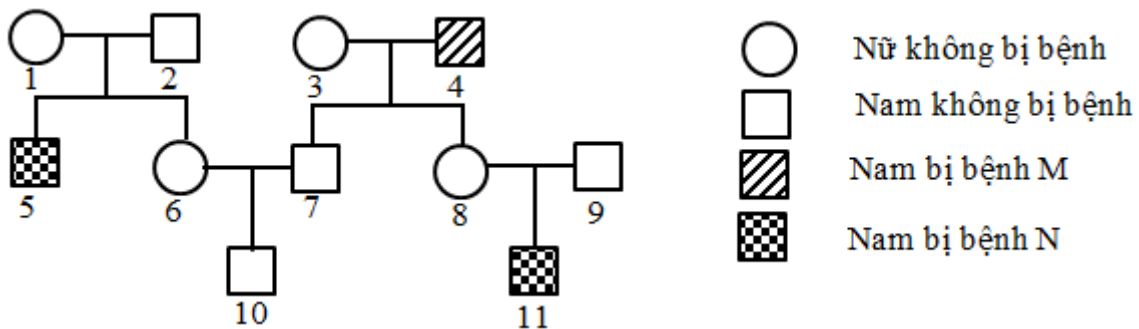 1 2 3 4
Nữ không bị bệnh
Nam không bị bệnh
5 6 7 8 9
Nam bị bệnh M
Nam bị bệnh N
10 11